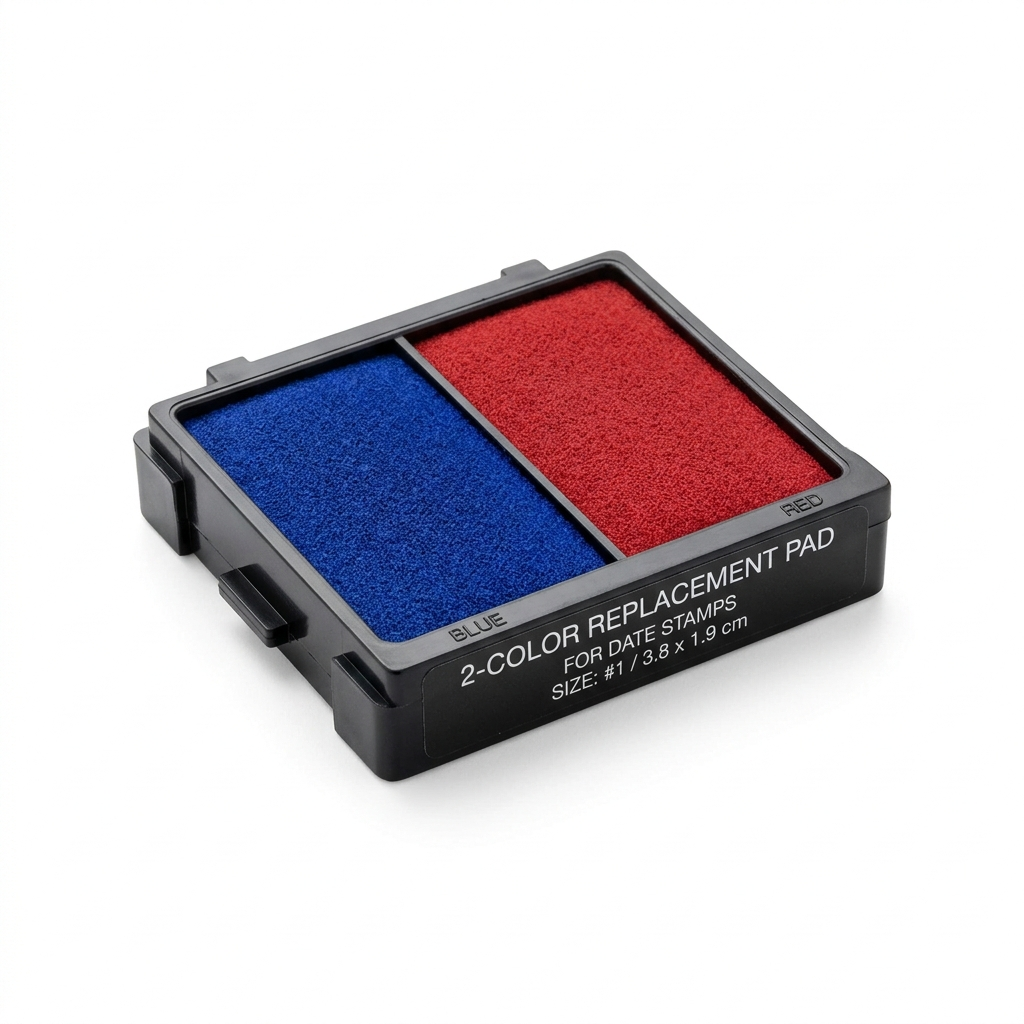 BLUE
RED
2-COLOR REPLACEMENT PAD
FOR DATE STAMPS
SIZE: #1 / 3.8 x 1.9 cm